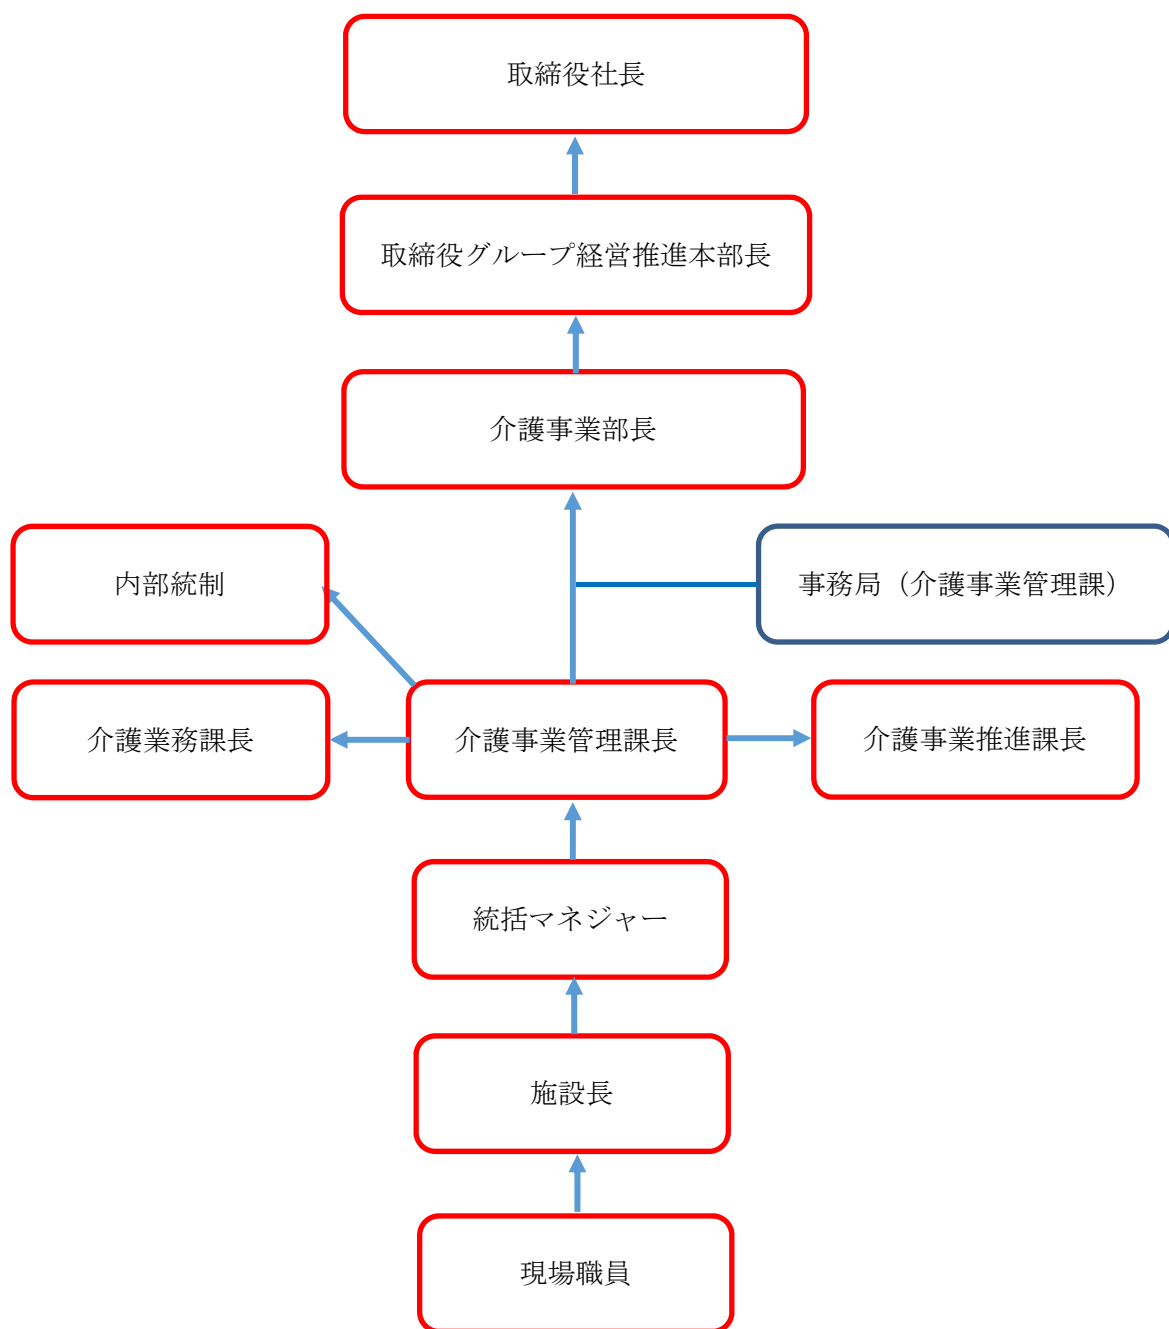 取締役社長
取締役グループ経営推進本部長
介護事業部長
内部統制
事務局（介護事業管理課）
介護業務課長
介護事業管理課長
介護事業推進課長
統括マネジャー
施設長
現場職員